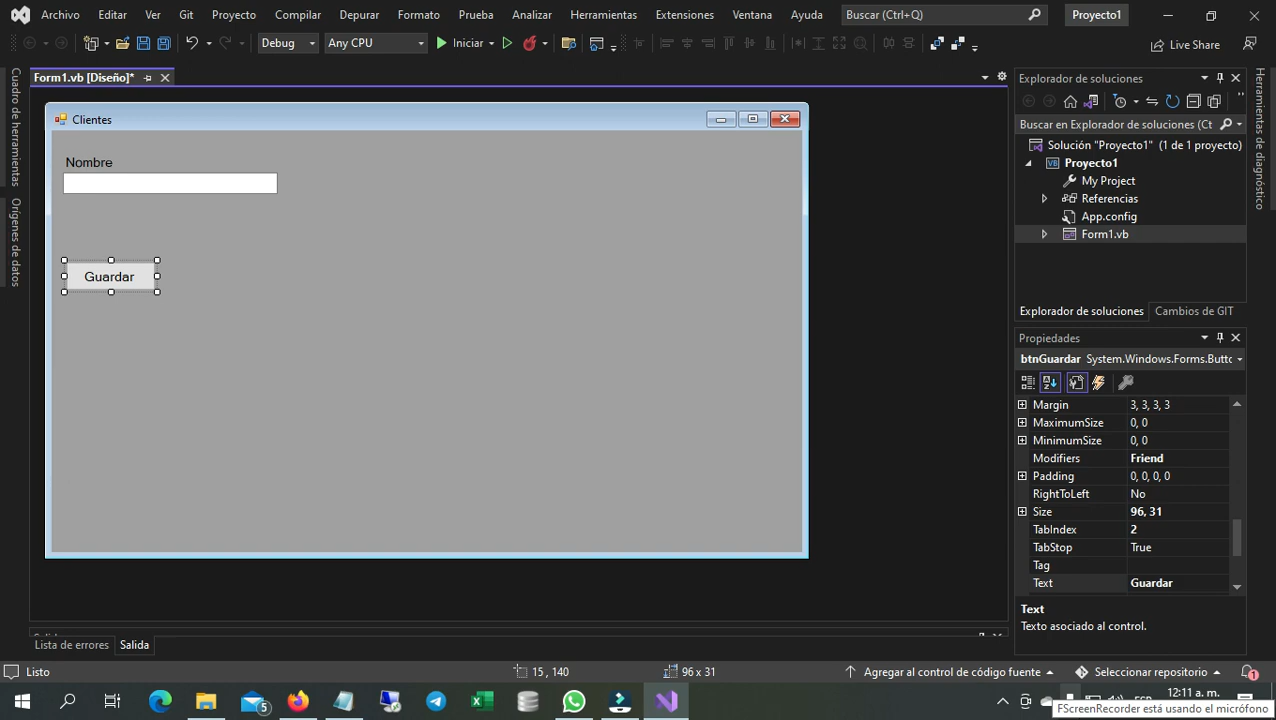 Archivo Editar Ver Git Proyecto Compilar Depurar Formato Prueba Analizar Herramientas Extensiones Ventana Ayuda Buscar (Ctrl+Q) Proyecto1
Debug Any CPU Iniciar Live Share
Form1.vb [Diseño]*
Cuadro de herramientas
Orígenes de datos
Clientes
Nombre
Guardar
Explorador de soluciones
Buscar en Explorador de soluciones (Ct
Solución "Proyecto1" (1 de 1 proyecto)
VB Proyecto1
My Project
Referencias
App.config
Form1.vb
Explorador de soluciones Cambios de GIT
Herramientas de diagnóstico
Propiedades
btnGuardar System.Windows.Forms.Butto
Margin 3, 3, 3, 3
MaximumSize 0, 0
MinimumSize 0, 0
Modifiers Friend
Padding 0, 0, 0, 0
RightToLeft No
Size 96, 31
TabIndex 2
TabStop True
Tag
Text Guardar
Text
Texto asociado al control.
Lista de errores Salida
Listo 15 , 140 96 x 31 Agregar al control de código fuente Seleccionar repositorio 1
5
12:11 a. m.
FScreenRecorder está usando el micrófono